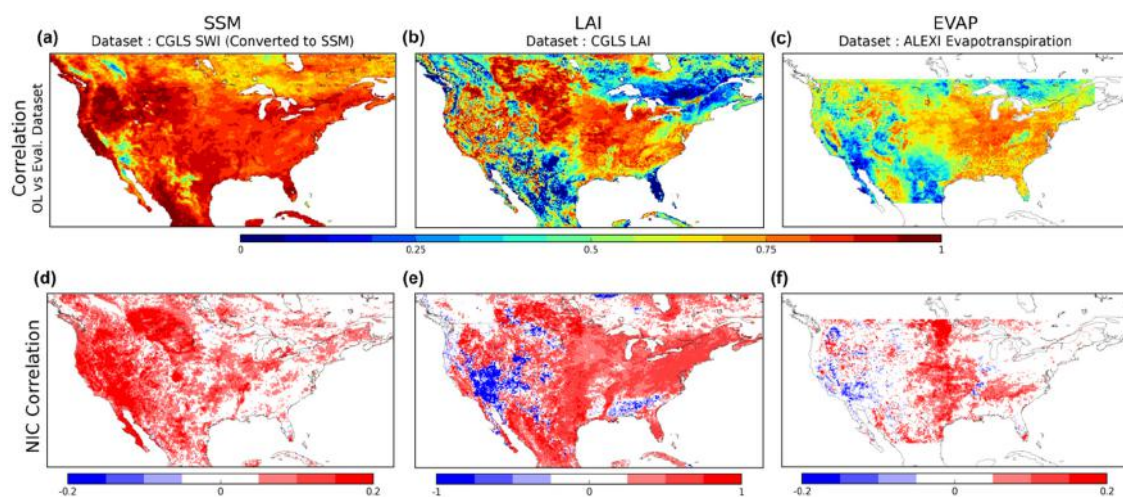 SSM
LAI
EVAP
(a)
Dataset : CGLS SWI (Converted to SSM)
(b)
Dataset : CGLS LAI
(c)
Dataset : ALEXI Evapotranspiration
Correlation
OL vs Eval. Dataset
0
0.25
0.5
0.75
1
(d)
(e)
(f)
NIC Correlation
-0.2
0
0.2
-1
0
1
-0.2
0
0.2